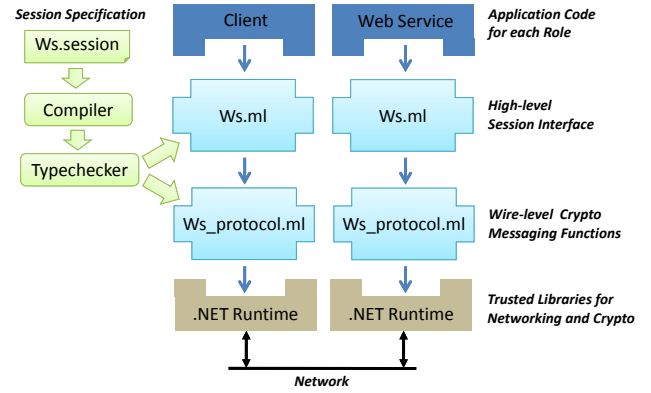 Session Specification
Ws.session
Compiler
Typechecker
Client
Web Service
Application Code
for each Role
Ws.ml
Ws.ml
High-level
Session Interface
Ws_protocol.ml
Ws_protocol.ml
Wire-level Crypto
Messaging Functions
.NET Runtime
.NET Runtime
Trusted Libraries for
Networking and Crypto
Network